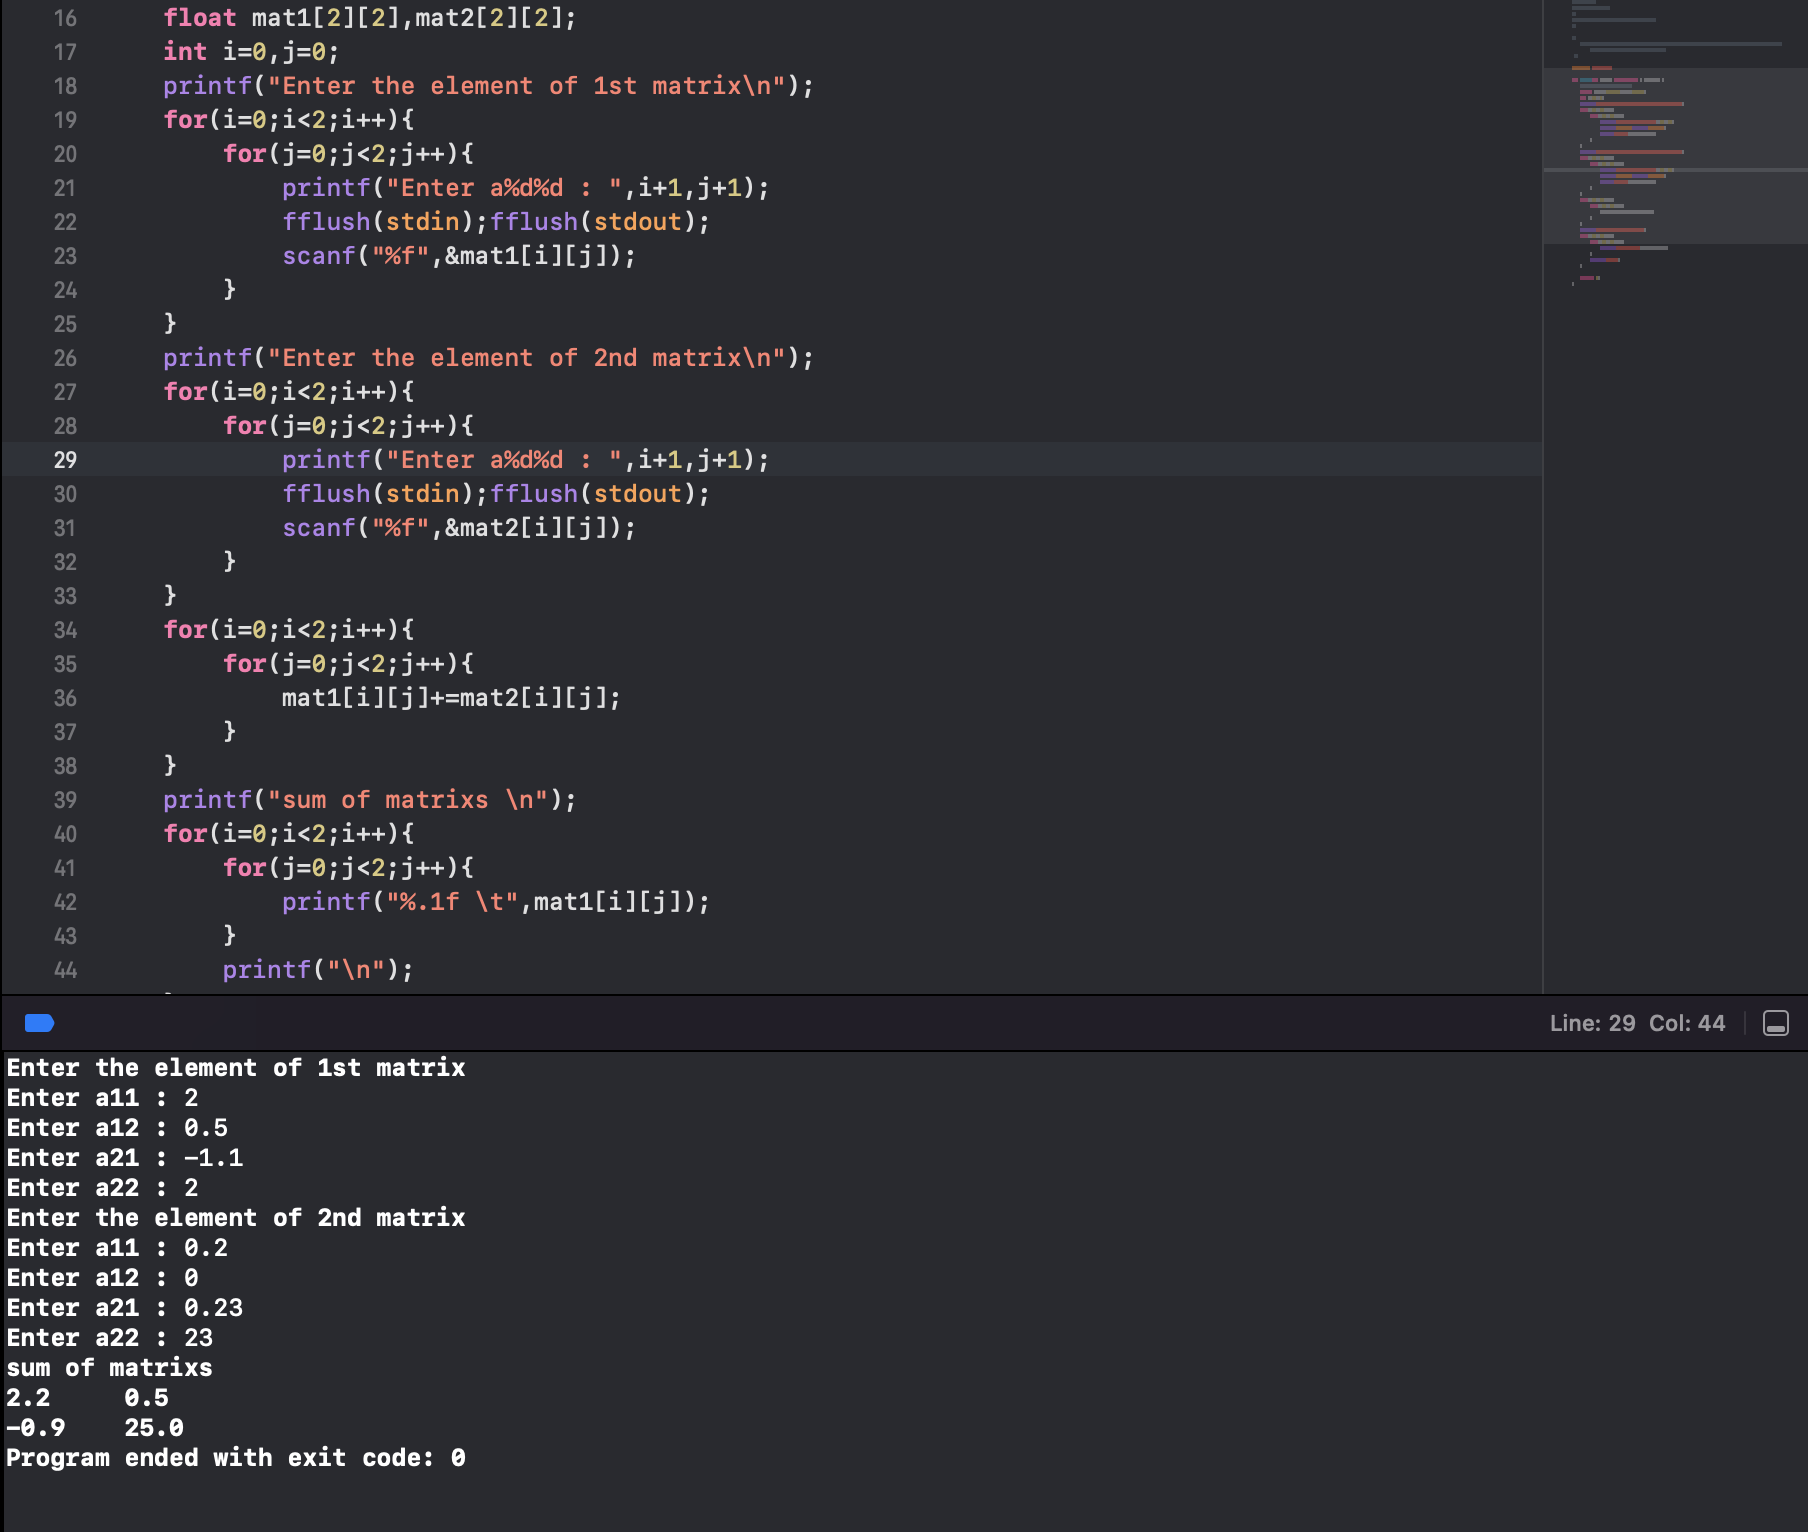 16 float mat1[2][2],mat2[2][2];
17 int i=0,j=0;
18 printf("Enter the element of 1st matrix\n");
19 for(i=0;i<2;i++){
20 for(j=0;j<2;j++){
21 printf("Enter a%d%d : ",i+1,j+1);
22 fflush(stdin);fflush(stdout);
23 scanf("%f",&mat1[i][j]);
24 }
25 }
26 printf("Enter the element of 2nd matrix\n");
27 for(i=0;i<2;i++){
28 for(j=0;j<2;j++){
29 printf("Enter a%d%d : ",i+1,j+1);
30 fflush(stdin);fflush(stdout);
31 scanf("%f",&mat2[i][j]);
32 }
33 }
34 for(i=0;i<2;i++){
35 for(j=0;j<2;j++){
36 mat1[i][j]+=mat2[i][j];
37 }
38 }
39 printf("sum of matrixs \n");
40 for(i=0;i<2;i++){
41 for(j=0;j<2;j++){
42 printf("%.1f \t",mat1[i][j]);
43 }
44 printf("\n");
Line: 29 Col: 44
Enter the element of 1st matrix
Enter a11 : 2
Enter a12 : 0.5
Enter a21 : -1.1
Enter a22 : 2
Enter the element of 2nd matrix
Enter a11 : 0.2
Enter a12 : 0
Enter a21 : 0.23
Enter a22 : 23
sum of matrixs
2.2 0.5
-0.9 25.0
Program ended with exit code: 0